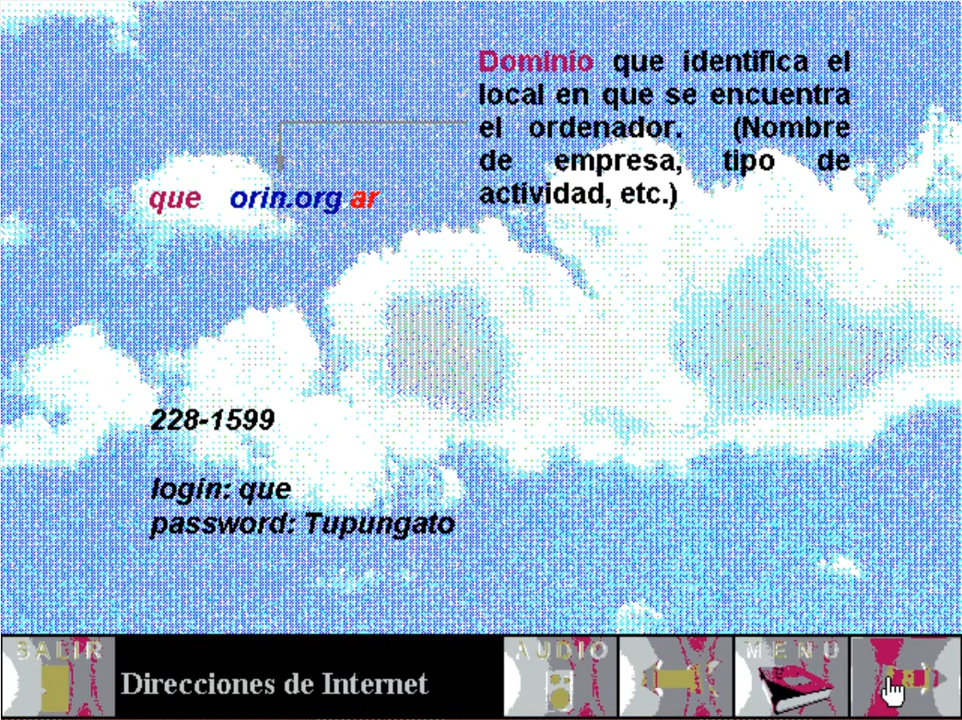 Dominio que identifica el
local en que se encuentra
el ordenador. (Nombre
de empresa, tipo de
actividad, etc.)
que orin.org ar
228-1599
login: que
password: Tupungato
SALIR
Direcciones de Internet
AUDIO
MENU